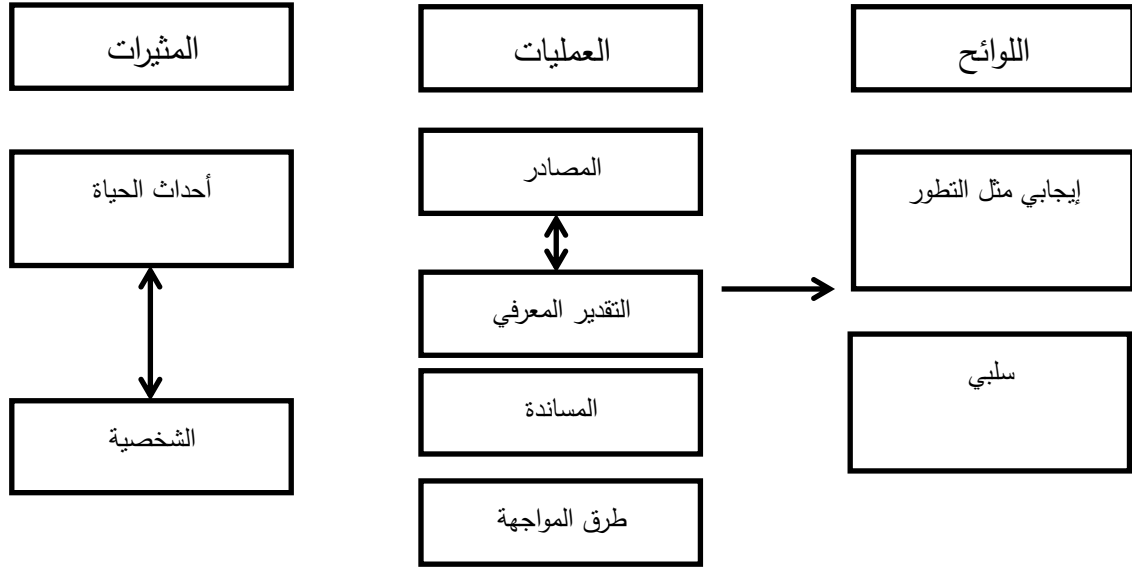 المثيرات
العمليات
اللوائح
أحداث الحياة
الشخصية
المصادر
التقدير المعرفي
المساندة
طرق المواجهة
إيجابي مثل التطور
سلبي